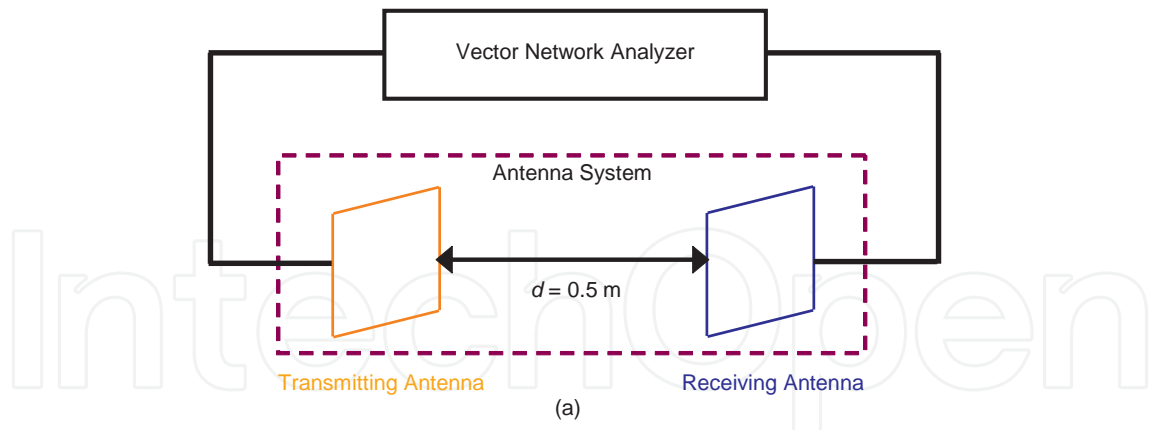 Vector Network Analyzer
Antenna System
d = 0.5 m
Transmitting Antenna
Receiving Antenna
(a)
IntechOpen